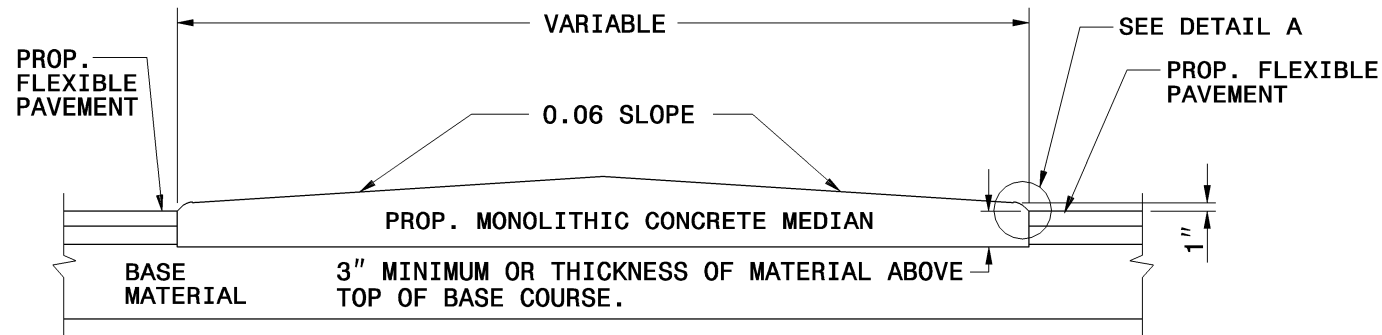 VARIABLE
SEE DETAIL A
PROP.
FLEXIBLE
PAVEMENT
PROP. FLEXIBLE
PAVEMENT
0.06 SLOPE
PROP. MONOLITHIC CONCRETE MEDIAN
1"
BASE
MATERIAL
3" MINIMUM OR THICKNESS OF MATERIAL ABOVE
TOP OF BASE COURSE.